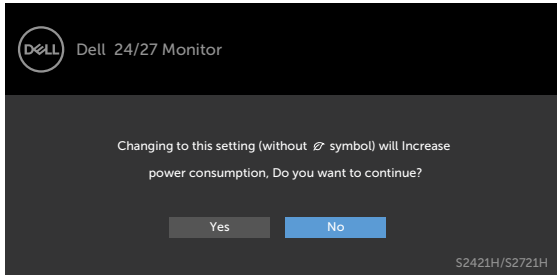 DELL
Dell 24/27 Monitor
Changing to this setting (without symbol) will Increase
power consumption, Do you want to continue?
Yes
No
S2421H/S2721H